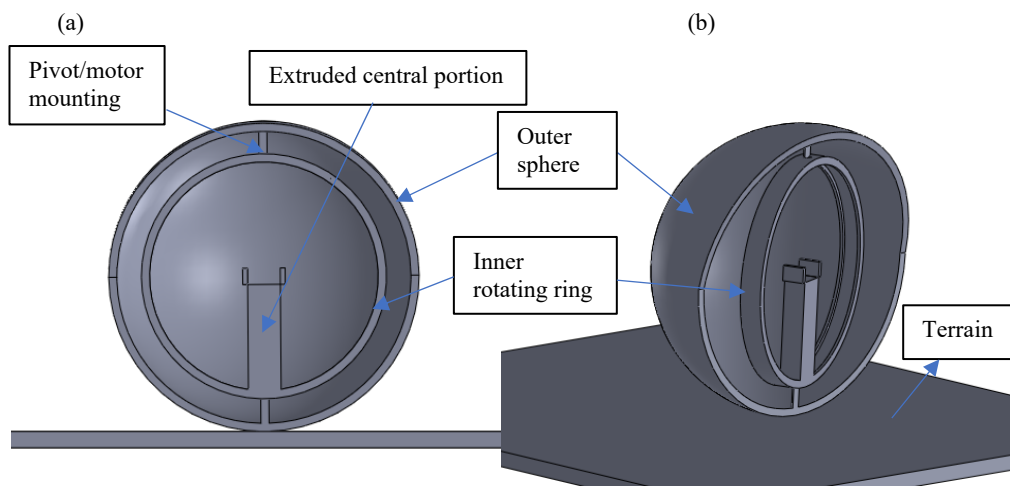 (a)
(b)
Pivot/motor
mounting
Extruded central portion
Outer
sphere
Inner
rotating ring
Terrain